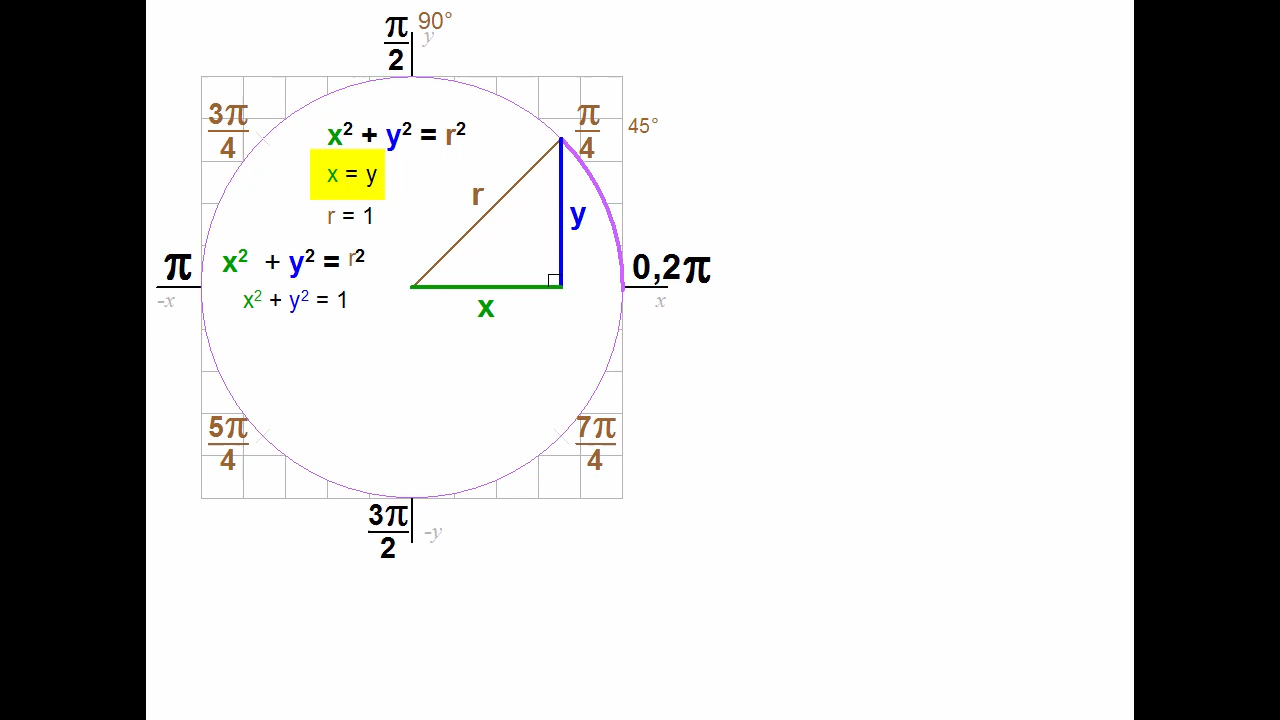 π/2 90°
y
3π/4
π/4 45°
x² + y² = r²
x = y
r = 1
r
y
x² + y² = r²
x² + y² = 1
π
-x
x
0,2π
x
5π/4
7π/4
3π/2
-y